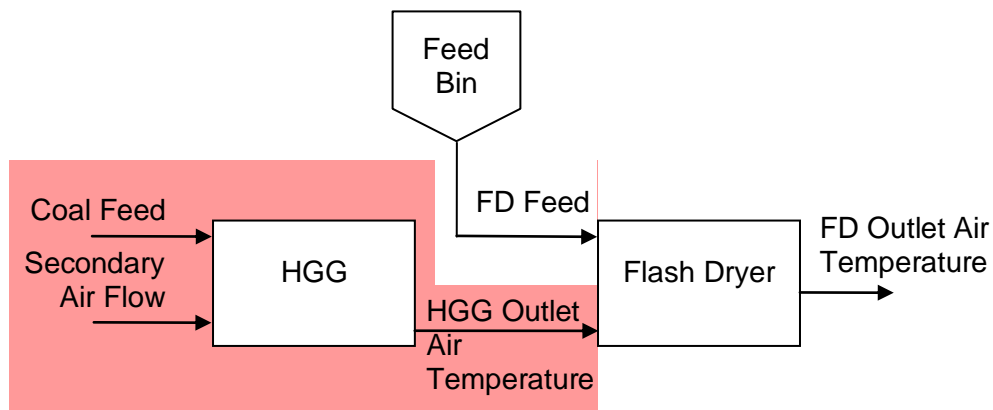 Feed
Bin
Coal Feed
FD Feed
Secondary
Air Flow
HGG
Flash Dryer
FD Outlet Air
Temperature
HGG Outlet
Air
Temperature